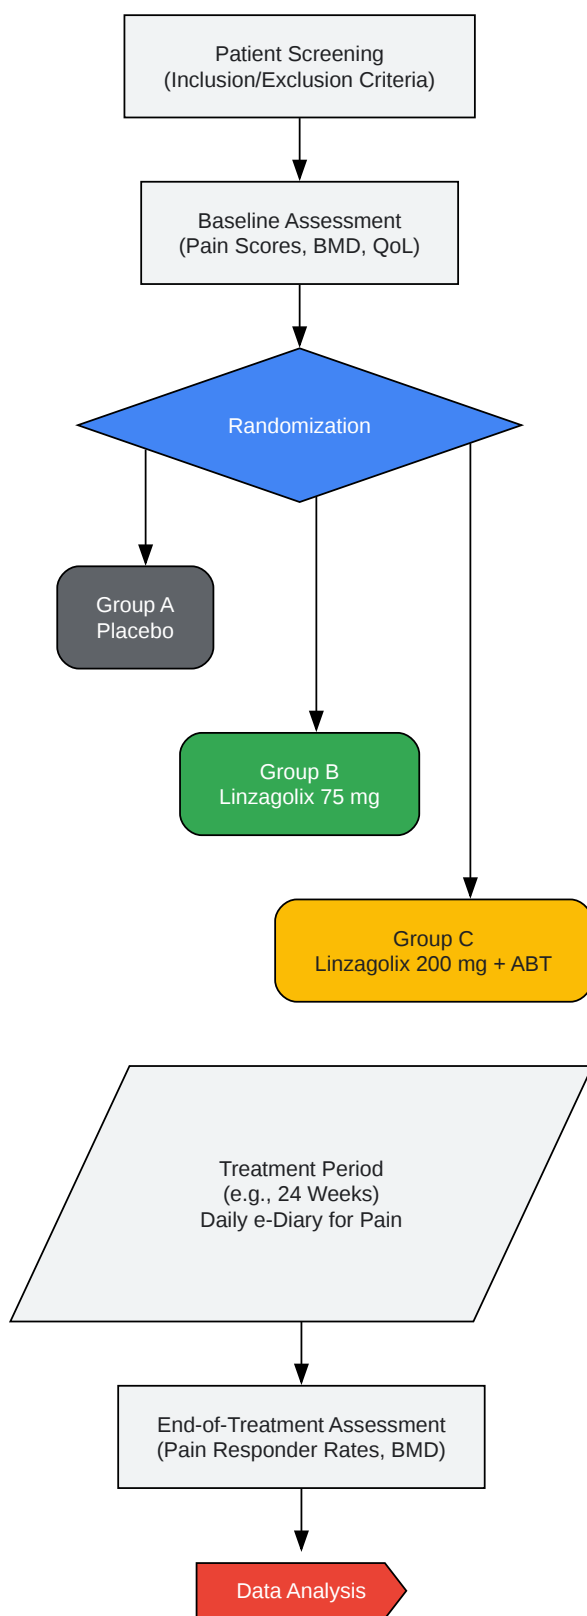 Patient Screening
(Inclusion/Exclusion Criteria)
Baseline Assessment
(Pain Scores, BMD, QoL)
Randomization
Group A
Placebo
Group B
Linzagolix 75 mg
Group C
Linzagolix 200 mg + ABT
Treatment Period
(e.g., 24 Weeks)
Daily e-Diary for Pain
End-of-Treatment Assessment
(Pain Responder Rates, BMD)
Data Analysis